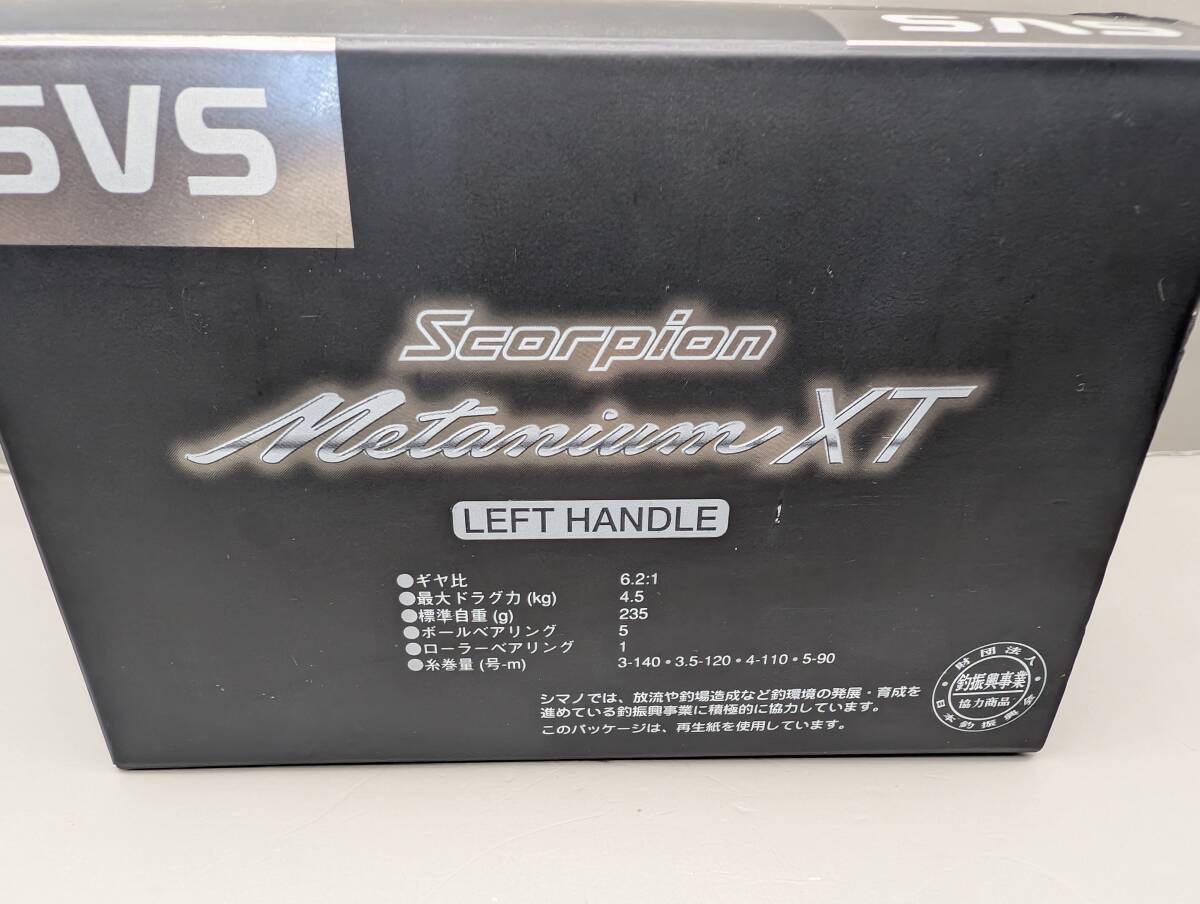 SVS
SVS
Scorpion
Metanium XT
LEFT HANDLE
●ギヤ比 6.2:1
●最大ドラグ力 (kg) 4.5
●標準自重 (g) 235
●ボールベアリング 5
●ローラーベアリング 1
●糸巻量 (号-m) 3-140・3.5-120・4-110・5-90
シマノでは、放流や釣場造成など釣環境の発展・育成を
進めている釣振興事業に積極的に協力しています。
このパッケージは、再生紙を使用しています。
財団法人
釣振興事業
協力商品
日本釣振興会